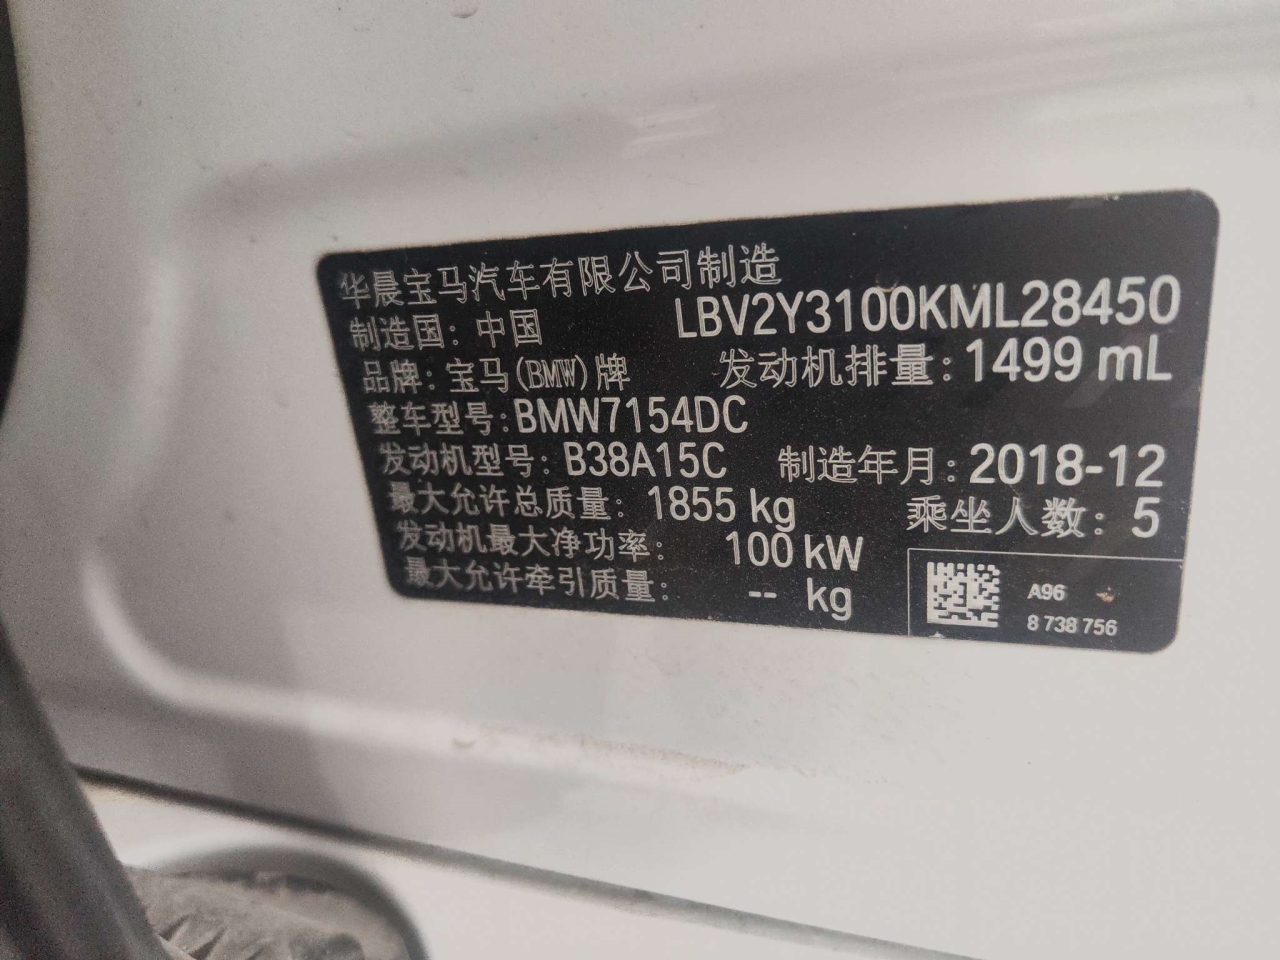 华晨宝马汽车有限公司制造
制造国：中国 LBV2Y3100KML28450
品牌：宝马(BMW)牌 发动机排量：1499 mL
整车型号：BMW7154DC
发动机型号：B38A15C 制造年月：2018-12
最大允许总质量：1855 kg 乘坐人数：5
发动机最大净功率：100 kW
最大允许牵引质量：-- kg
A96
8 738 756